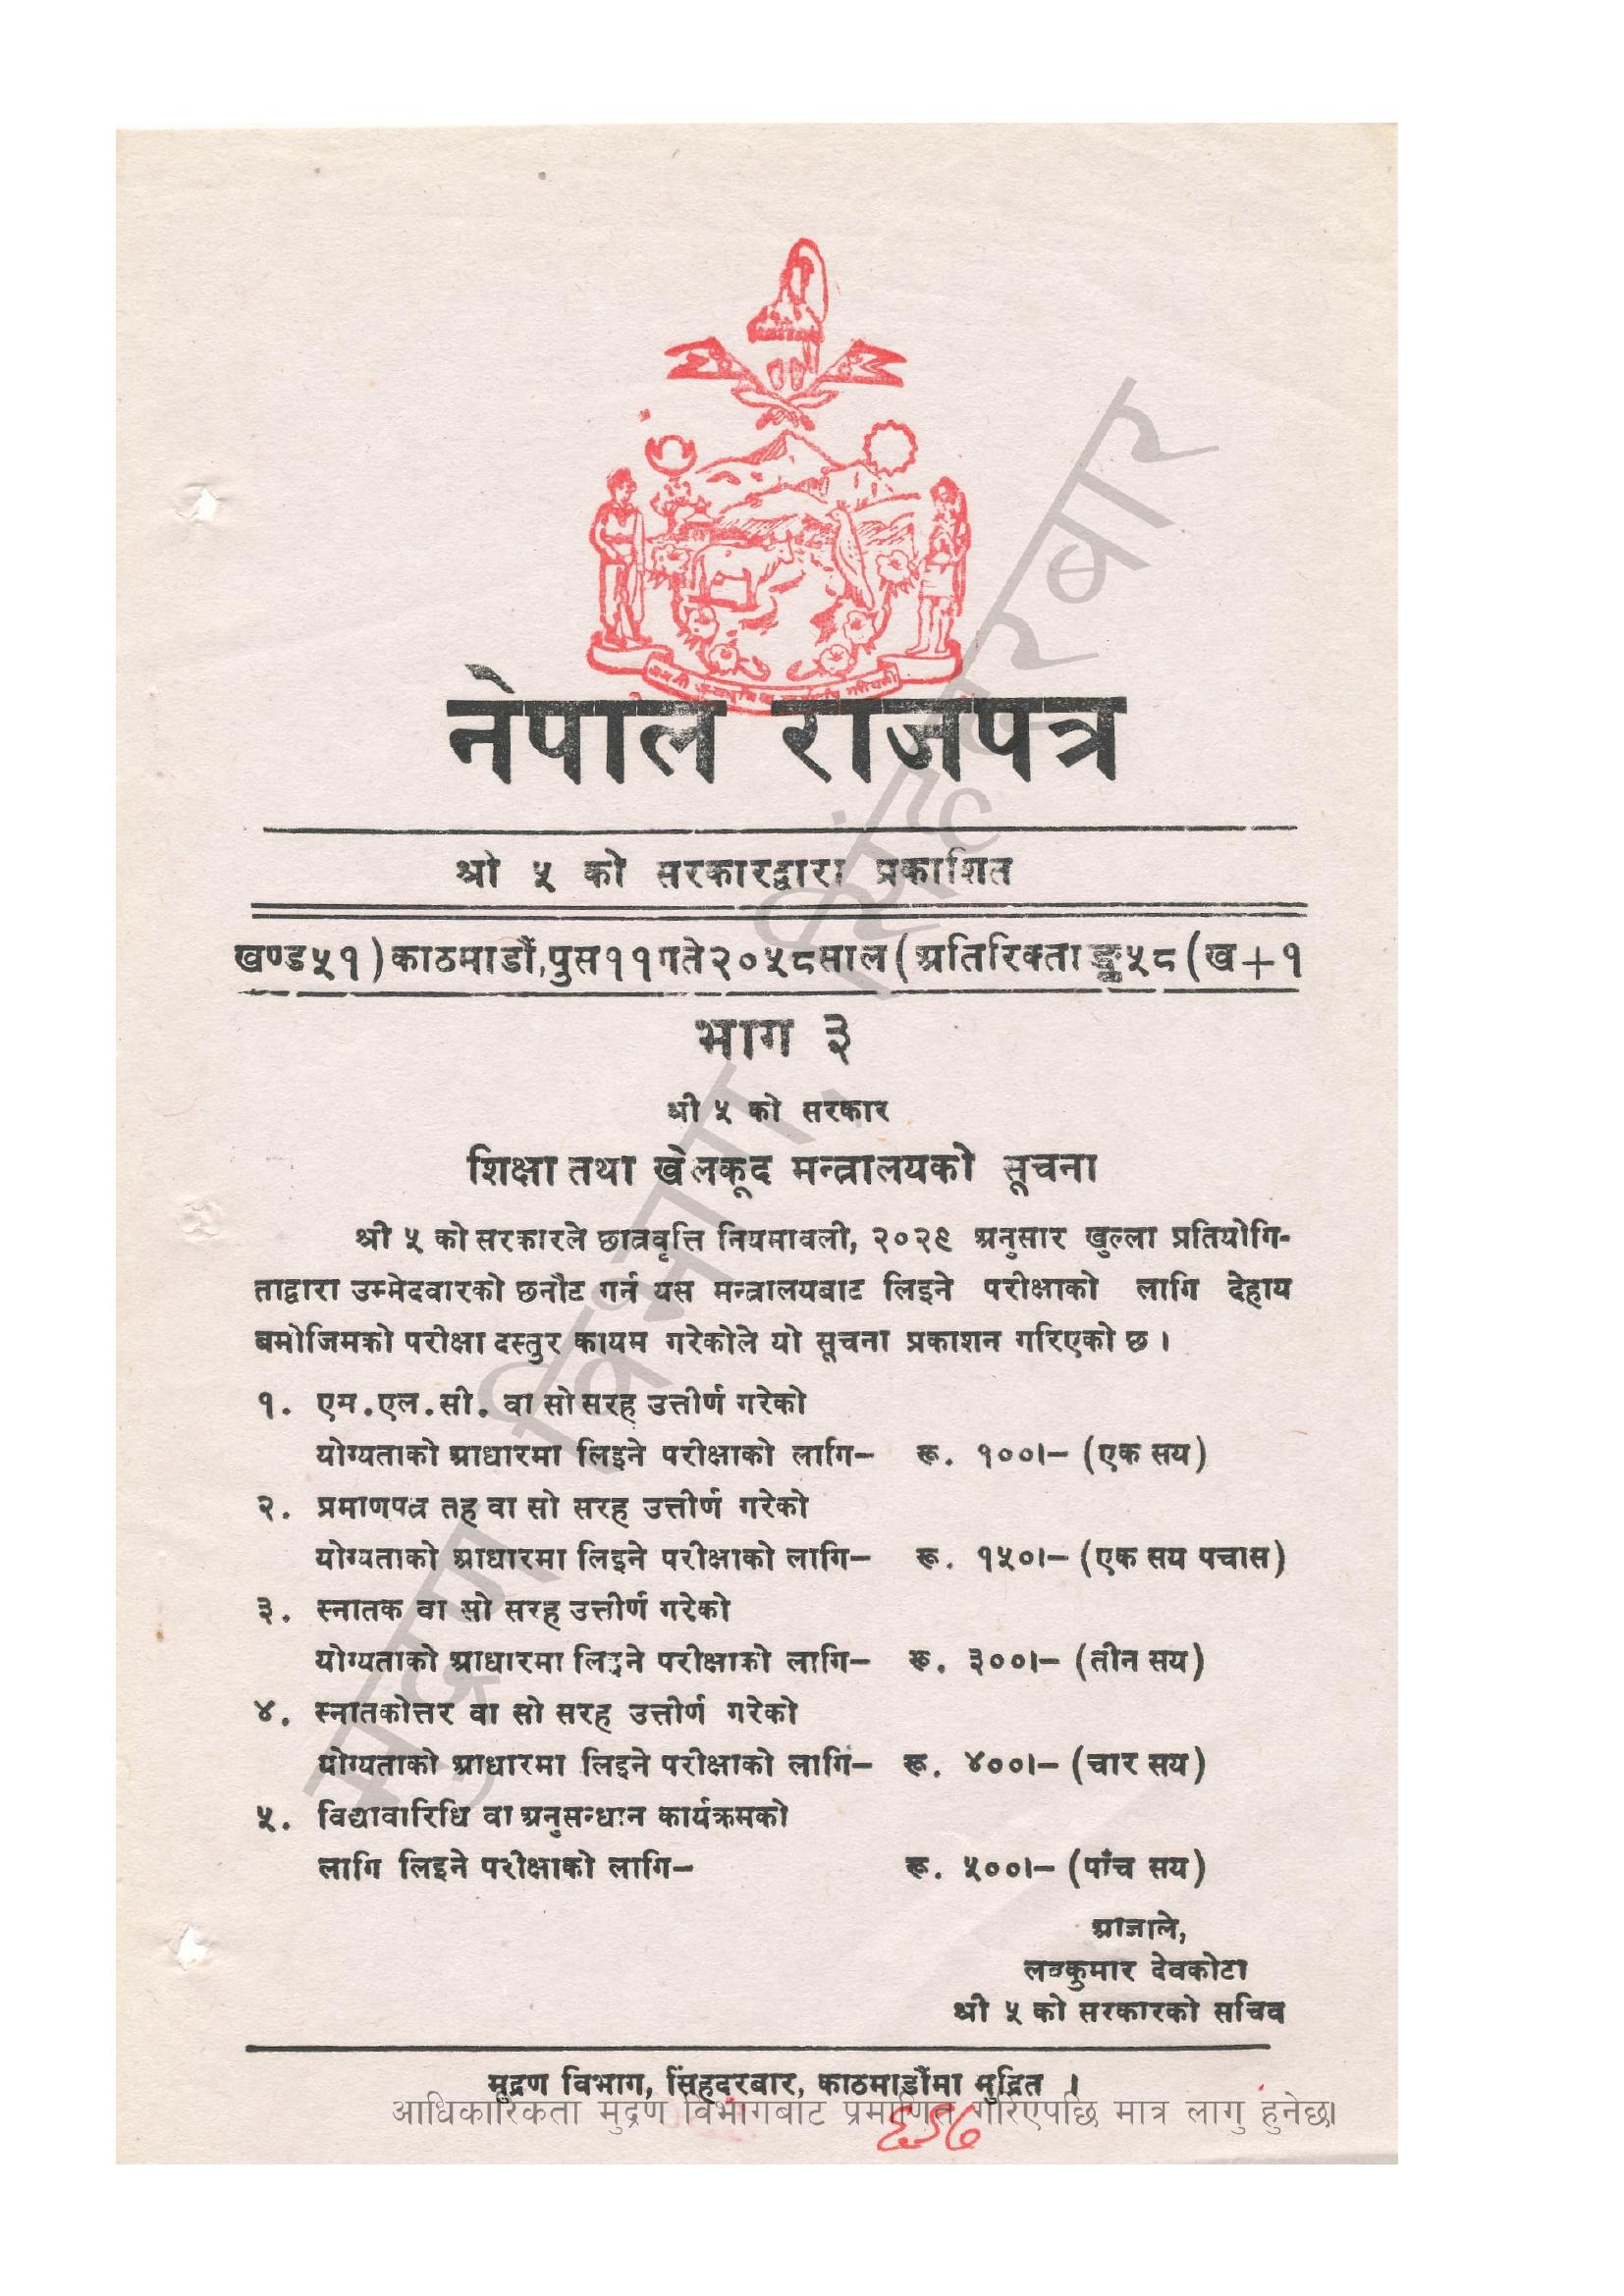 नेपाल राजपत्र
श्री ५ को सरकारद्वारा प्रकाशित
खण्ड ५१) काठमाडौं, पुस ११ गते २०५८ साल (अतिरिक्ताङ्क ५८ (ख+१
भाग ३
श्री ५ को सरकार
शिक्षा तथा खेलकूद मन्त्रालयको सूचना
श्री ५ को सरकारले छात्रवृत्ति नियमावली, २०२९ अनुसार खुल्ला प्रतियोगि-
ताद्वारा उम्मेदवारको छनौट गर्न यस मन्त्रालयबाट लिइने परीक्षाको लागि देहाय
बमोजिमको परीक्षा दस्तुर कायम गरेकोले यो सूचना प्रकाशन गरिएको छ ।
१. एम.एल.सी. वा सो सरह उत्तीर्ण गरेको
योग्यताको आधारमा लिइने परीक्षाको लागि– रू. १००।– (एक सय)
२. प्रमाणपत्र तह वा सो सरह उत्तीर्ण गरेको
योग्यताको आधारमा लिइने परीक्षाको लागि– रू. १५०।– (एक सय पचास)
३. स्नातक वा सो सरह उत्तीर्ण गरेको
योग्यताको आधारमा लिइने परीक्षाको लागि– रू. ३००।– (तीन सय)
४. स्नातकोत्तर वा सो सरह उत्तीर्ण गरेको
योग्यताको आधारमा लिइने परीक्षाको लागि– रू. ४००।– (चार सय)
५. विद्यावारिधि वा अनुसन्धान कार्यक्रमको
लागि लिइने परीक्षाको लागि– रू. ५००।– (पाँच सय)
आज्ञाले,
लवकुमार देवकोटा
श्री ५ को सरकारको सचिव
मुद्रण विभाग, सिंहदरबार, काठमाडौंमा मुद्रित ।
आधिकारिकता मुद्रण विभागबाट प्रमाणित गरिएपछि मात्र लागु हुनेछ।
मुद्रण विभाग, सिंहदरबार